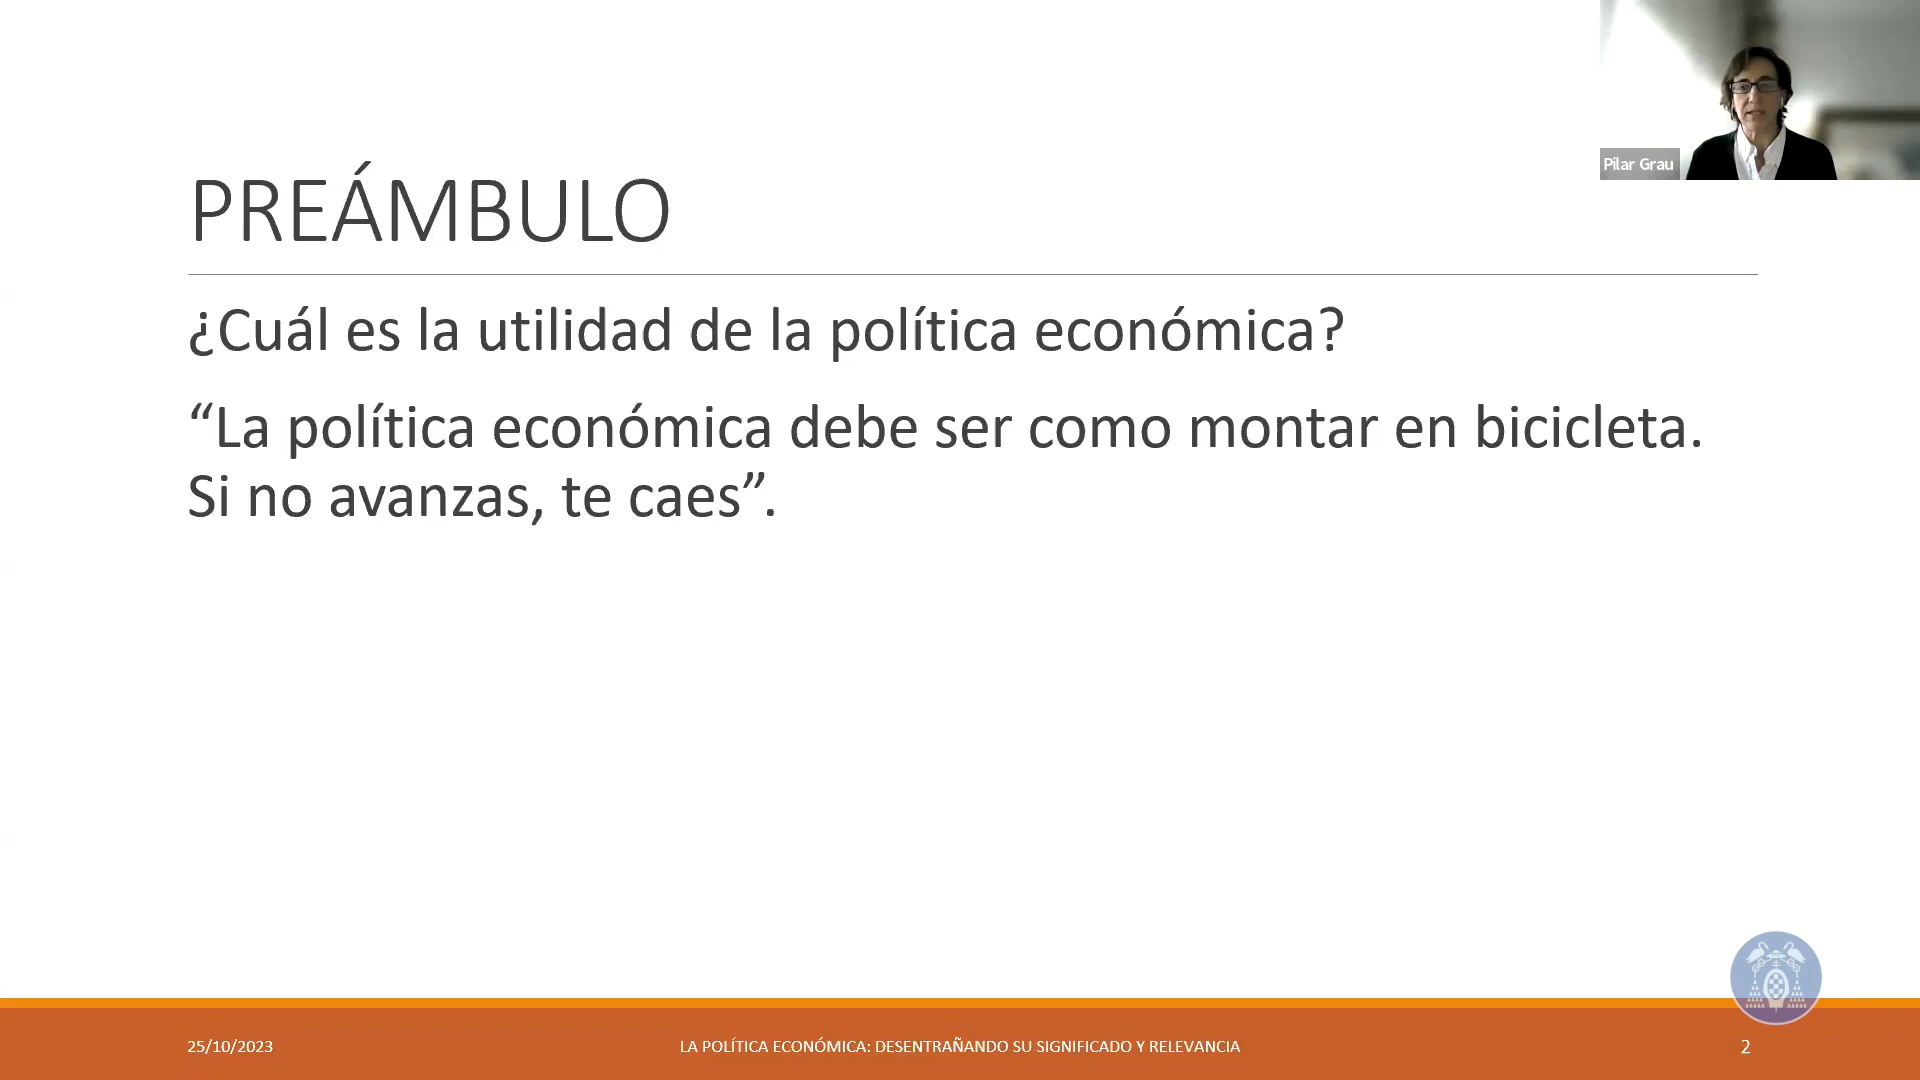 Pilar Grau
PREÁMBULO
¿Cuál es la utilidad de la política económica?
“La política económica debe ser como montar en bicicleta.
Si no avanzas, te caes”.
25/10/2023
LA POLÍTICA ECONÓMICA: DESENTRAÑANDO SU SIGNIFICADO Y RELEVANCIA
2